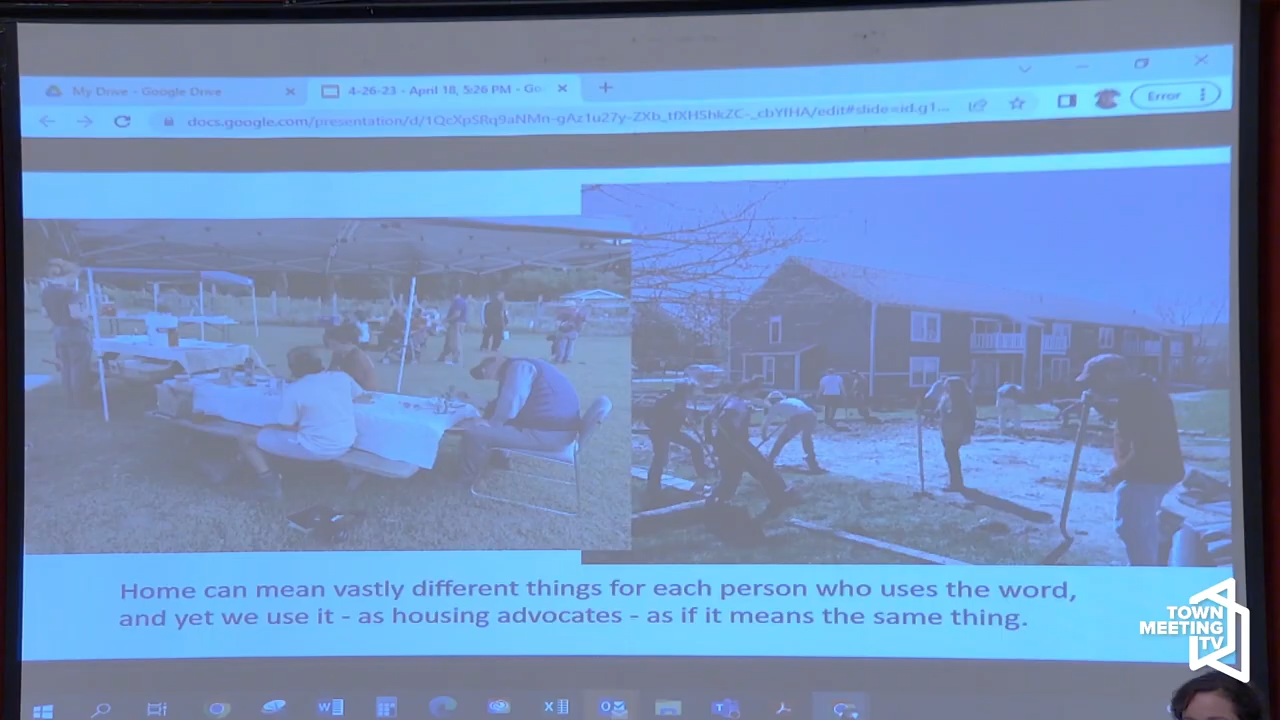 My Drive - Google Drive
4-26-23 - April 18, 5:26 PM - Go
Error
Home can mean vastly different things for each person who uses the word,
and yet we use it - as housing advocates - as if it means the same thing.
TOWN
MEETING
TV